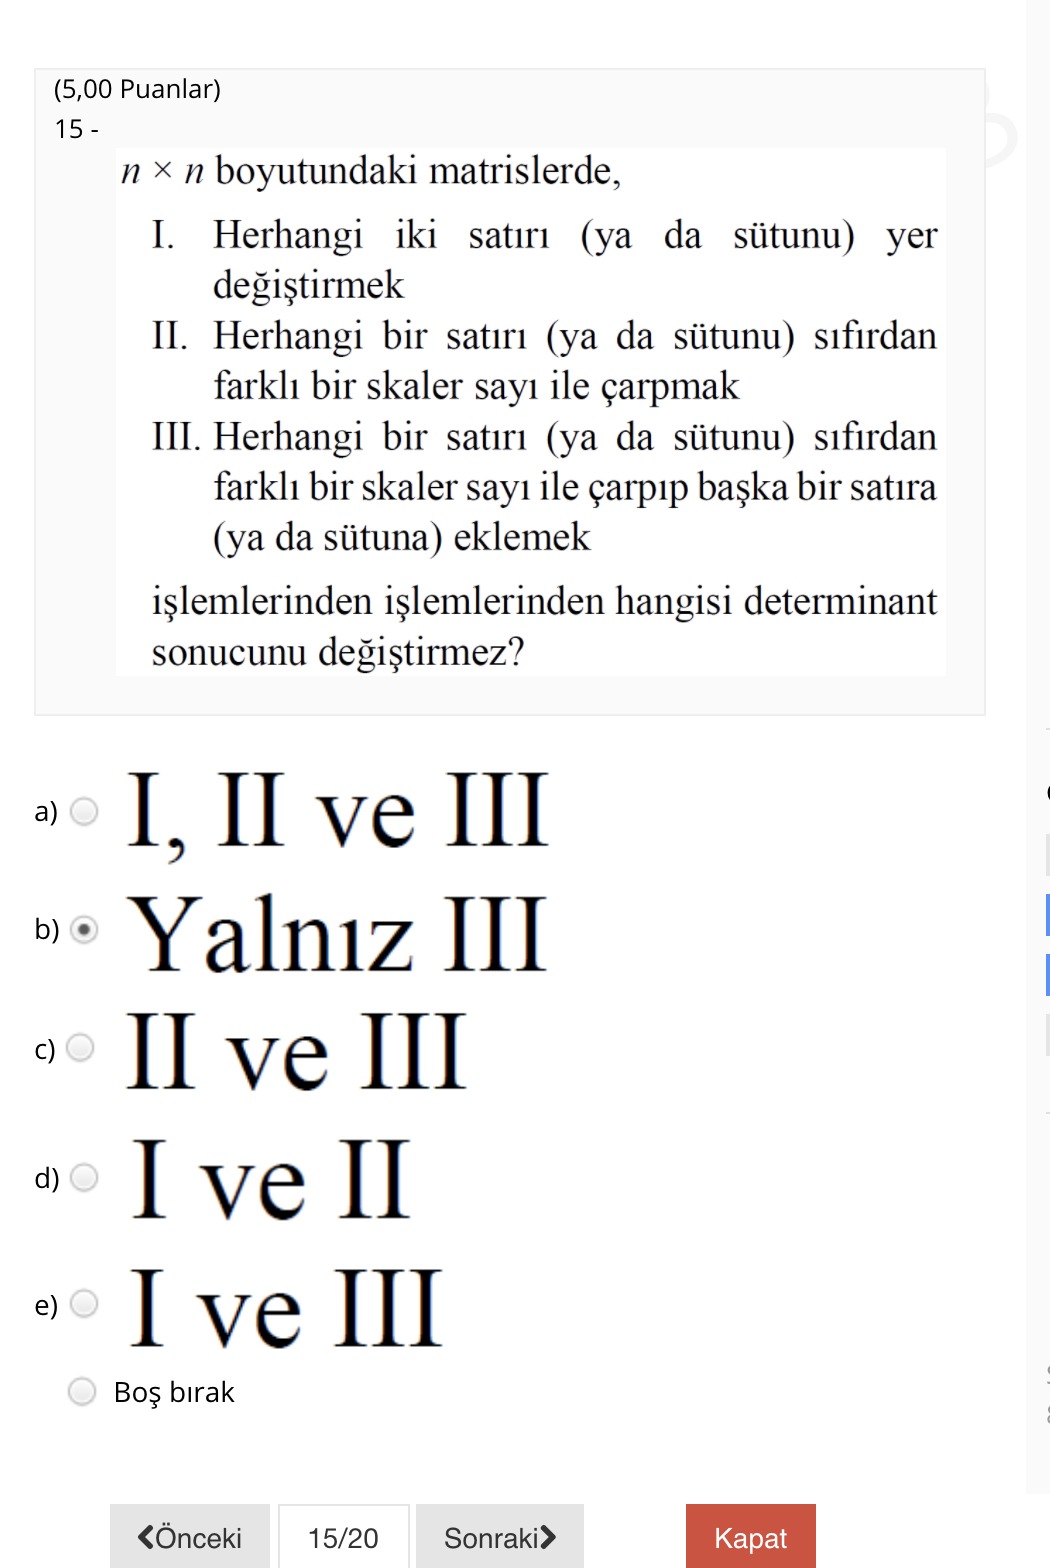 (5,00 Puanlar)
15 -
n × n boyutundaki matrislerde,
I. Herhangi iki satırı (ya da sütunu) yer
değiştirmek
II. Herhangi bir satırı (ya da sütunu) sıfırdan
farklı bir skaler sayı ile çarpmak
III. Herhangi bir satırı (ya da sütunu) sıfırdan
farklı bir skaler sayı ile çarpıp başka bir satıra
(ya da sütuna) eklemek
işlemlerinden işlemlerinden hangisi determinant
sonucunu değiştirmez?
a) I, II ve III
b) Yalnız III
c) II ve III
d) I ve II
e) I ve III
Boş bırak
Önceki 15/20 Sonraki Kapat